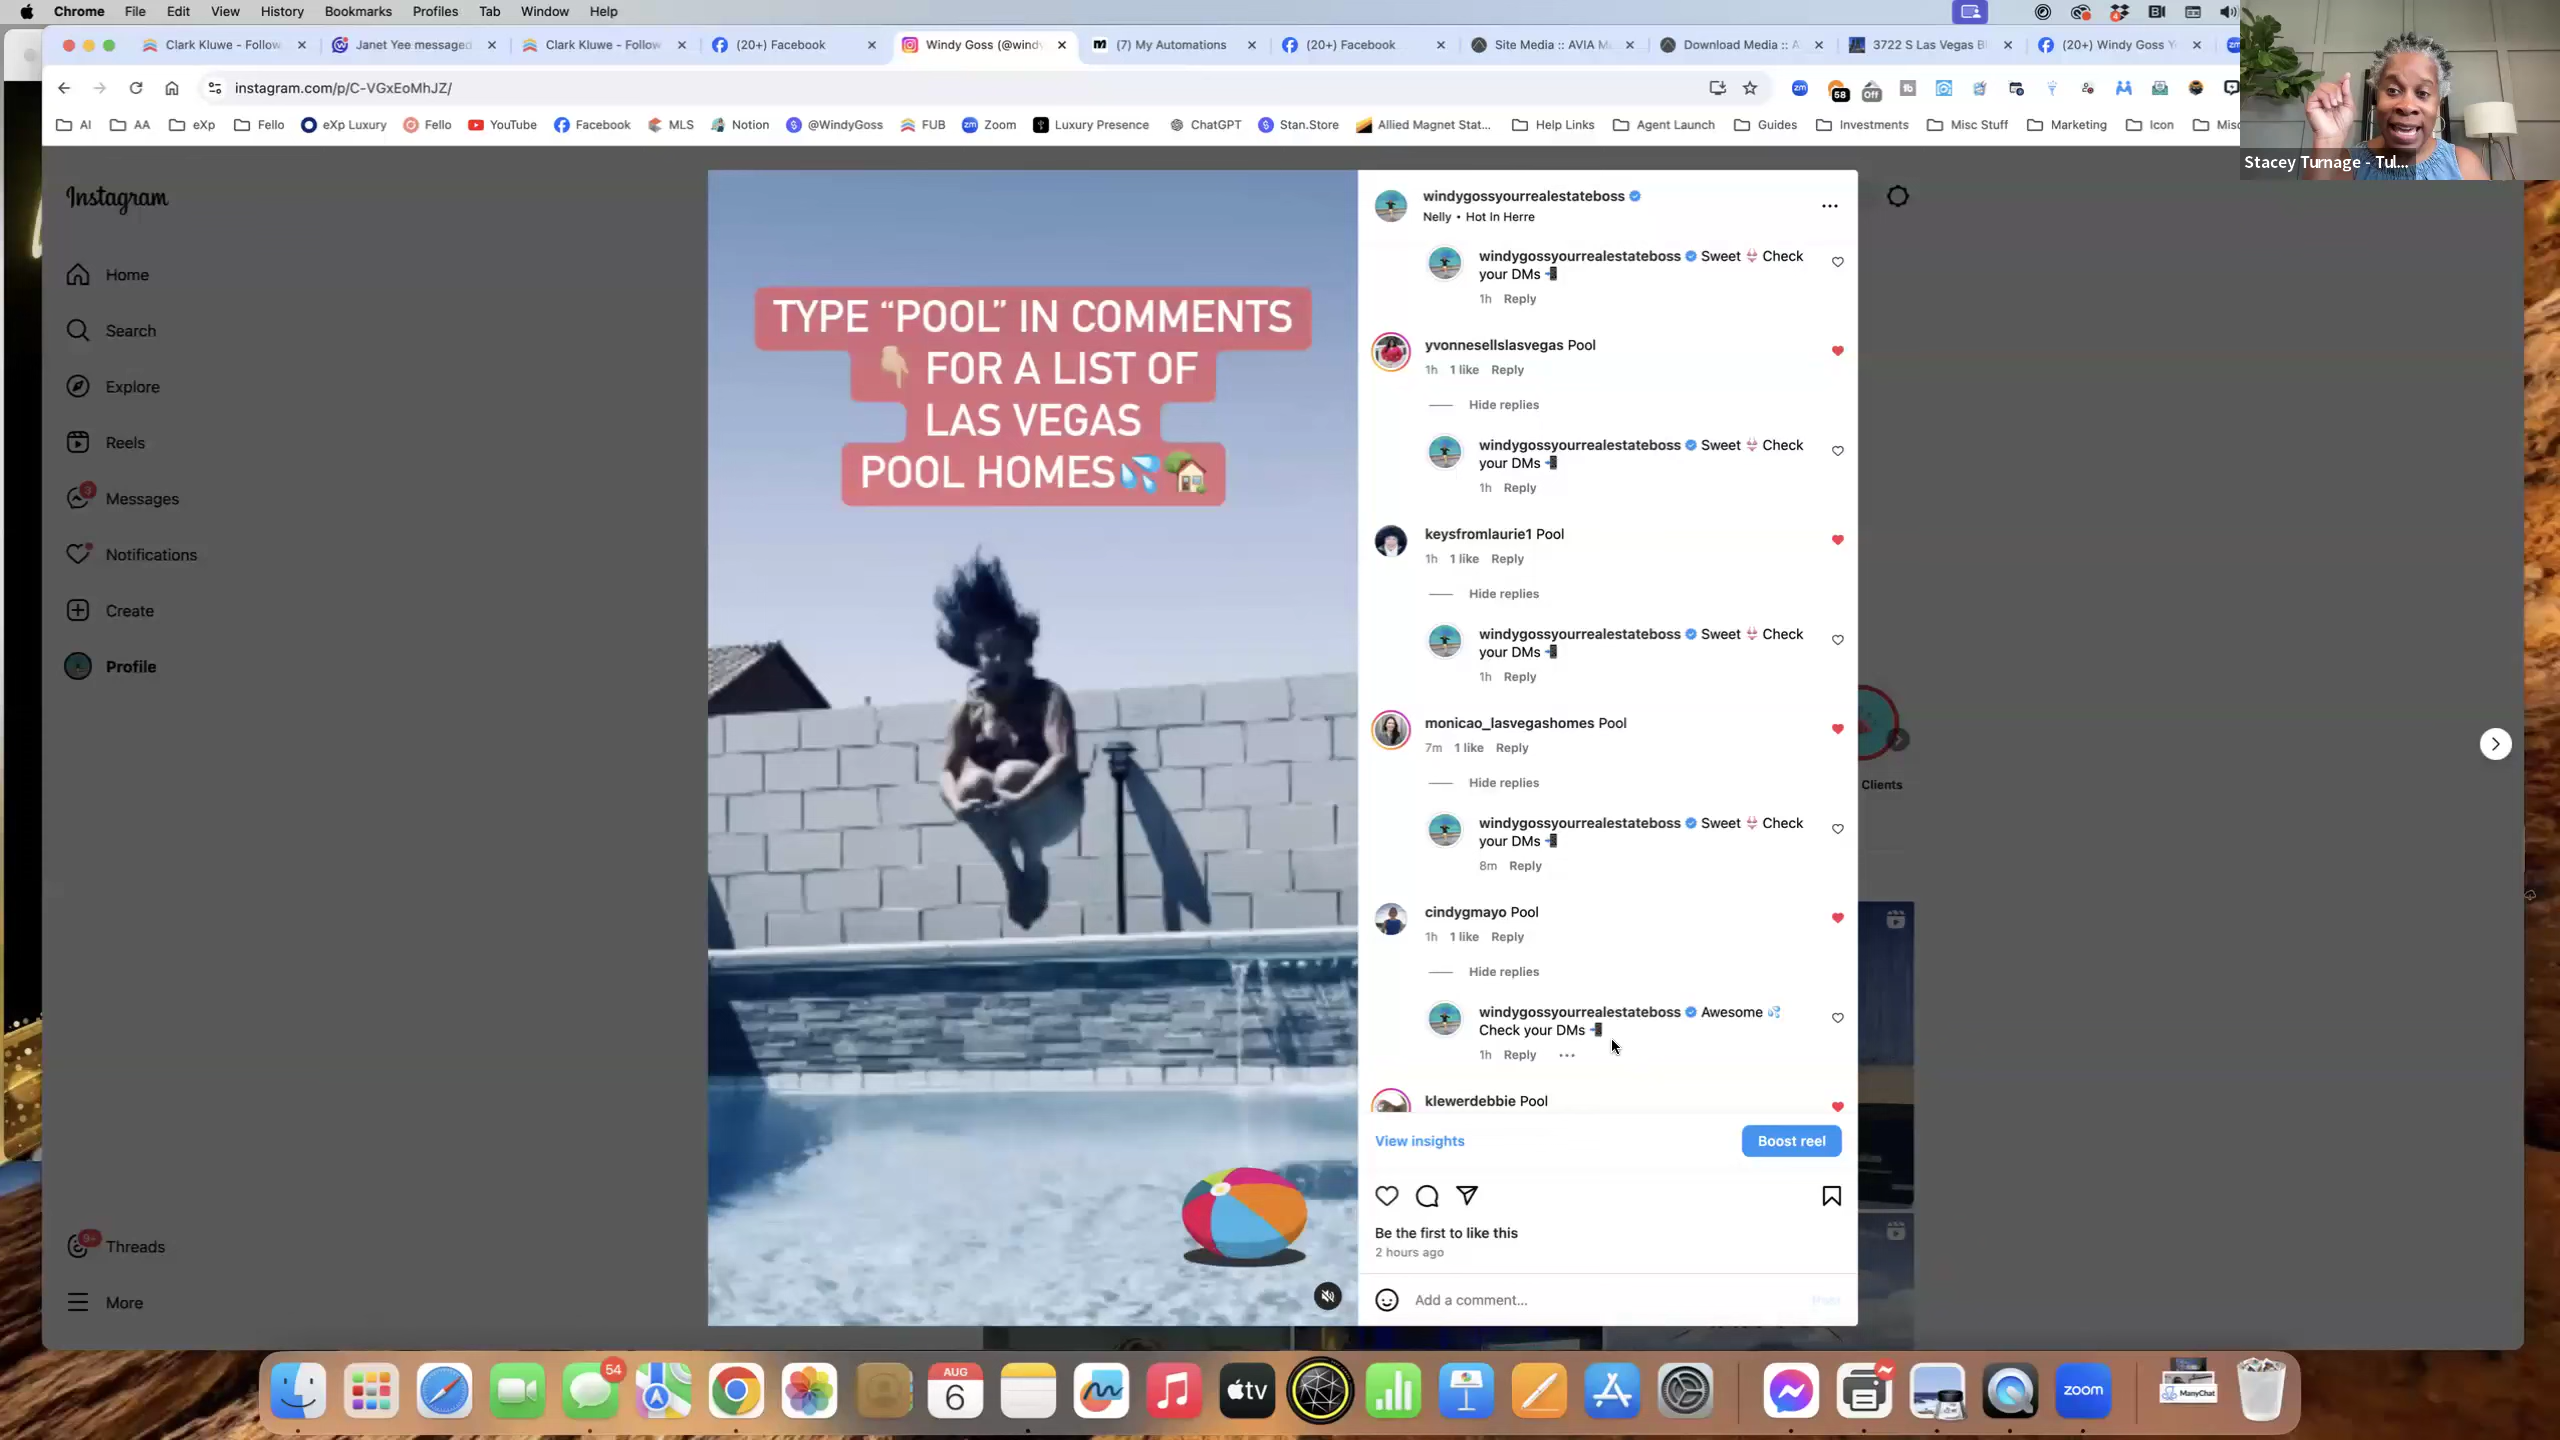 Chrome File Edit View History Bookmarks Profiles Tab Window Help
Clark Kluwe - Follow
Janet Yee messaged
Clark Kluwe - Follow
(20+) Facebook
Windy Goss (@windy
(7) My Automations
(20+) Facebook
Site Media :: AVIA M
Download Media :: A
3722 S Las Vegas Bl
(20+) Windy Goss Y
instagram.com/p/C-VGxEoMhJZ/
58
Off
AI AA eXp Fello eXp Luxury Fello YouTube Facebook MLS Notion @WindyGoss FUB Zoom Luxury Presence ChatGPT Stan.Store Allied Magnet Stat... Help Links Agent Launch Guides Investments Misc Stuff Marketing Icon Misc
Stacey Turnage - Tul...
Instagram
Home
Search
Explore
Reels
3
Messages
Notifications
Create
Profile
9+
Threads
More
TYPE “POOL” IN COMMENTS
👇🏼 FOR A LIST OF
LAS VEGAS
POOL HOMES💦🏡
windygossyourrealestateboss
Nelly • Hot In Herre
windygossyourrealestateboss Sweet 👙 Check
your DMs 📲
1h Reply
yvonnesellslasvegas Pool
1h 1 like Reply
Hide replies
windygossyourrealestateboss Sweet 👙 Check
your DMs 📲
1h Reply
keysfromlaurie1 Pool
1h 1 like Reply
Hide replies
windygossyourrealestateboss Sweet 👙 Check
your DMs 📲
1h Reply
monicao_lasvegashomes Pool
7m 1 like Reply
Hide replies
windygossyourrealestateboss Sweet 👙 Check
your DMs 📲
8m Reply
cindygmayo Pool
1h 1 like Reply
Hide replies
windygossyourrealestateboss Awesome 💦
Check your DMs 📲
1h Reply ...
klewerdebbie Pool
View insights
Boost reel
Be the first to like this
2 hours ago
Add a comment...
Clients
54
AUG
6
tv
zoom
ManyChat